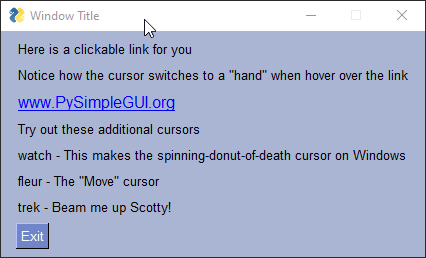 Window Title
Here is a clickable link for you
Notice how the cursor switches to a "hand" when hover over the link
www.PySimpleGUI.org
Try out these additional cursors
watch - This makes the spinning-donut-of-death cursor on Windows
fleur - The "Move" cursor
trek - Beam me up Scotty!
Exit